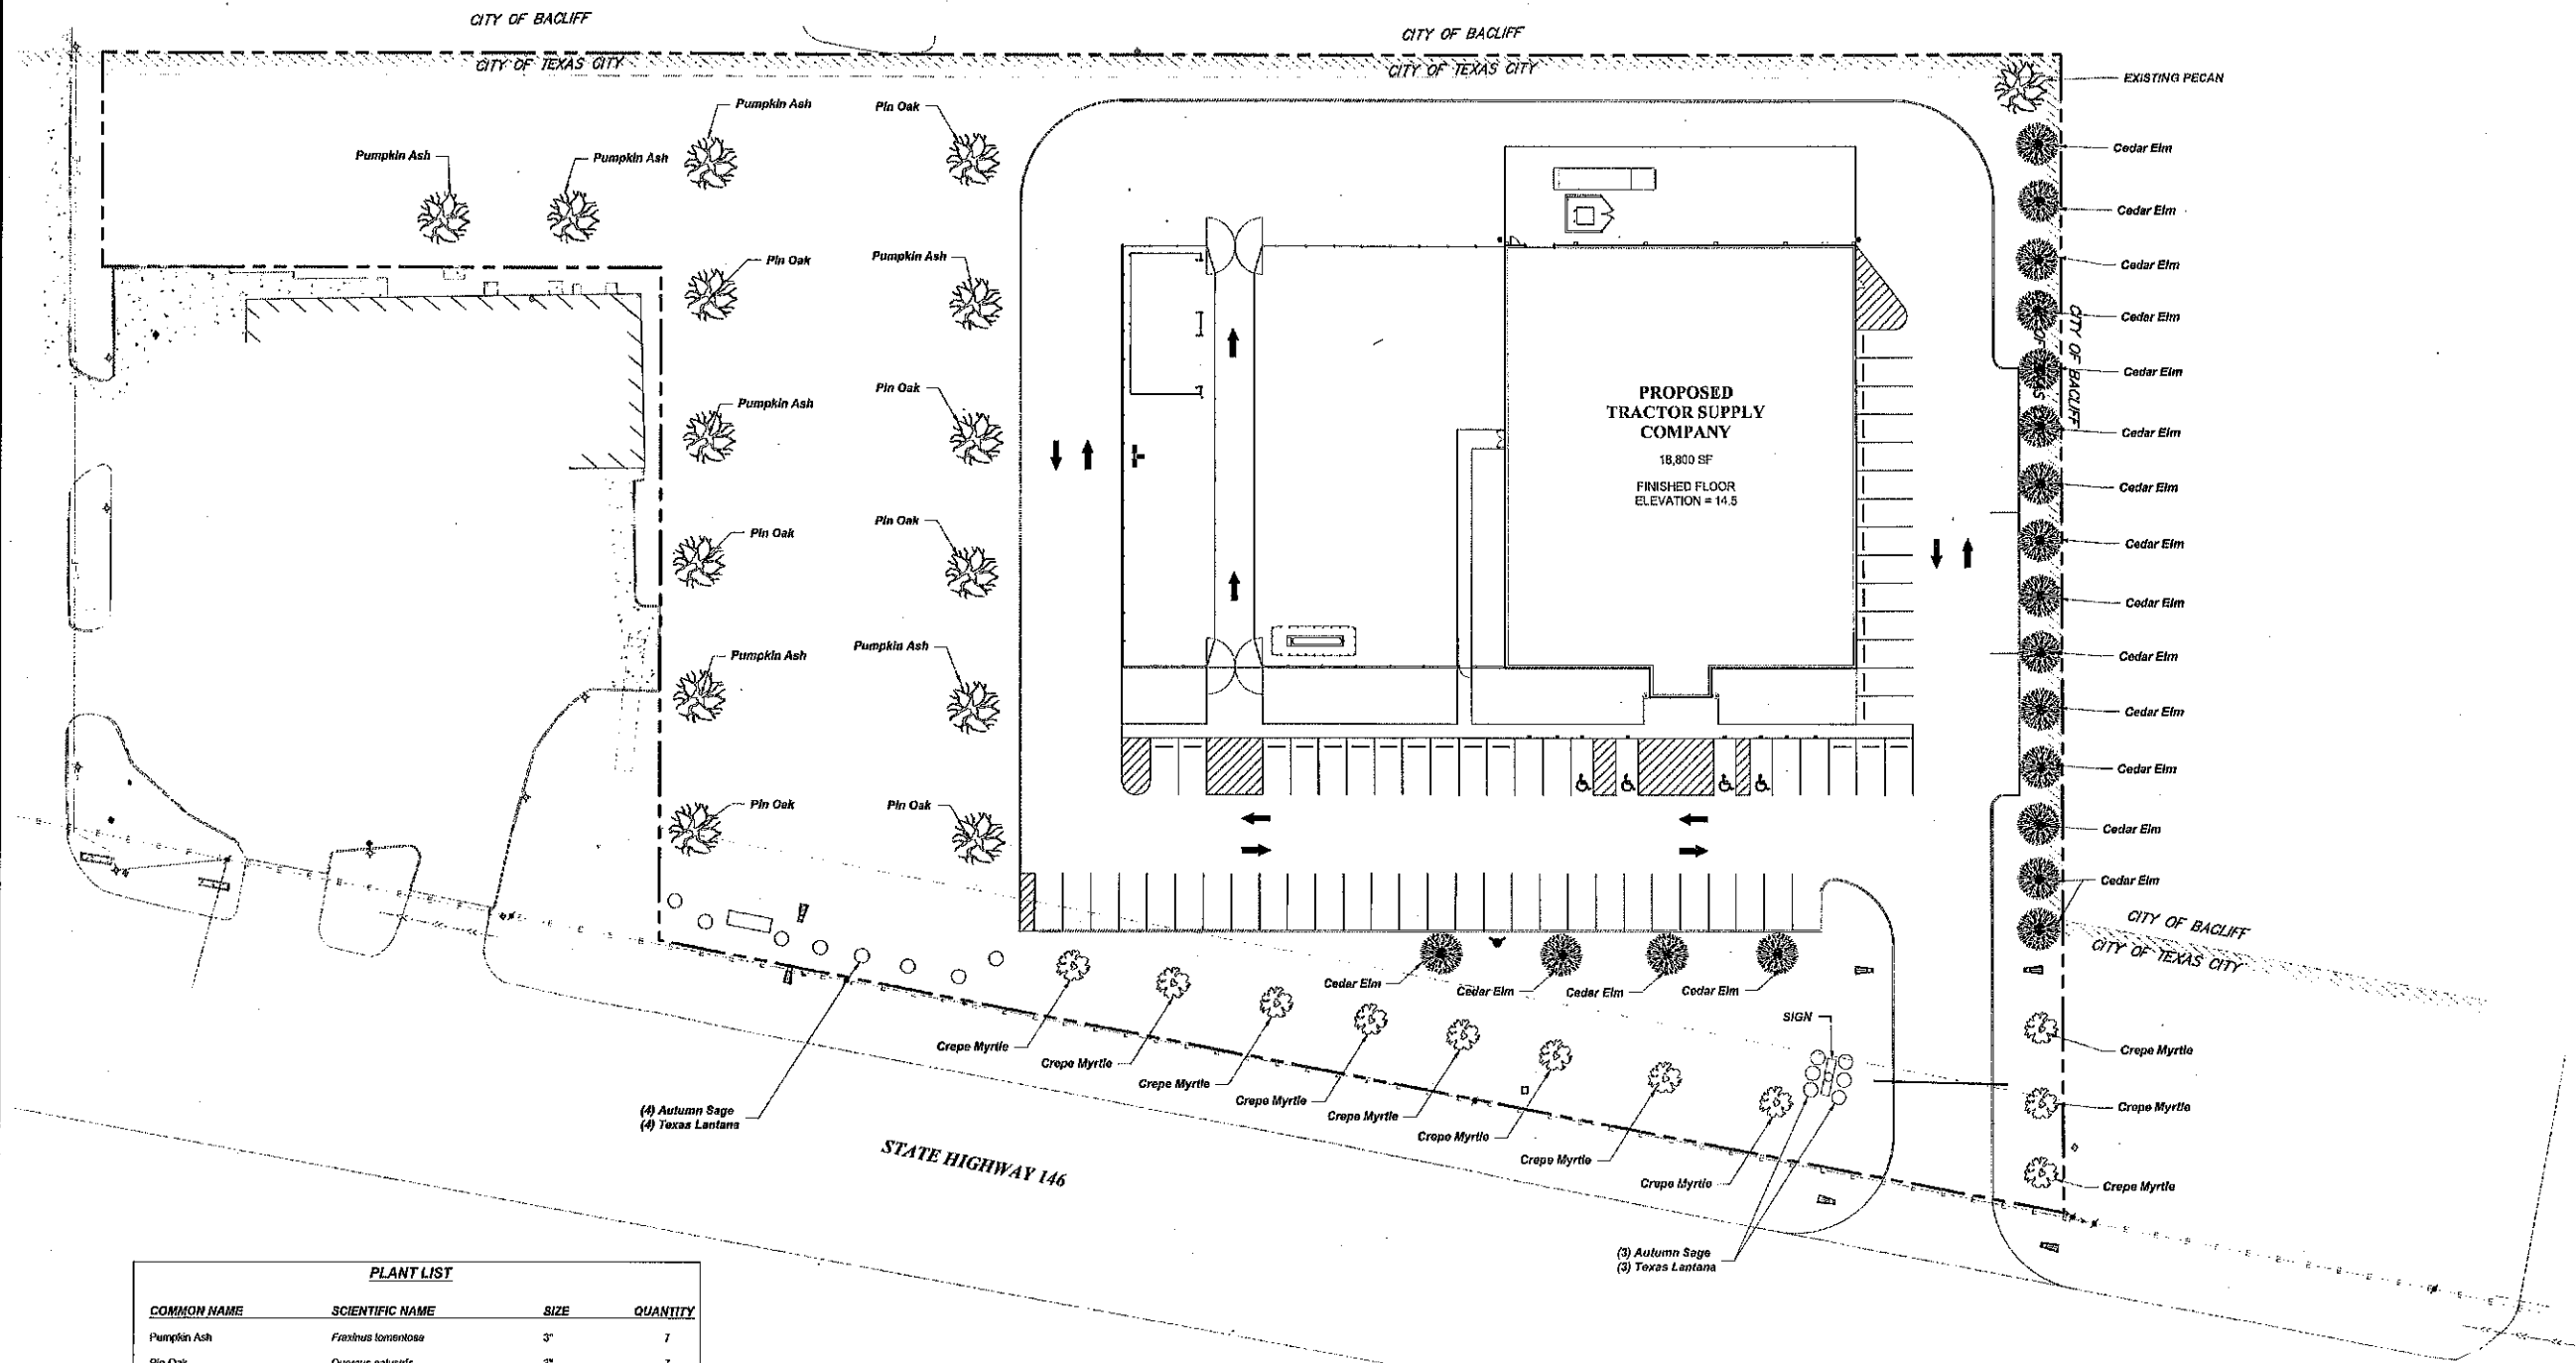 CITY OF BACLIFF
CITY OF BACLIFF
CITY OF TEXAS CITY
CITY OF TEXAS CITY
EXISTING PECAN
Pumpkin Ash
Pin Oak
Cedar Elm
Pumpkin Ash
Pumpkin Ash
Cedar Elm
Pin Oak
Pumpkin Ash
Cedar Elm
Cedar Elm
CITY OF BACLIFF
Cedar Elm
Pin Oak
Pumpkin Ash
PROPOSED
TRACTOR SUPPLY
COMPANY
18,800 SF
FINISHED FLOOR
ELEVATION = 14.5
Cedar Elm
Cedar Elm
Pin Oak
Pin Oak
Cedar Elm
Cedar Elm
Pumpkin Ash
Pumpkin Ash
Cedar Elm
Cedar Elm
Cedar Elm
Pin Oak
Pin Oak
Cedar Elm
Cedar Elm
CITY OF BACLIFF
CITY OF TEXAS CITY
Cedar Elm
Cedar Elm
Cedar Elm
Cedar Elm
SIGN
Crepe Myrtle
Crepe Myrtle
Crepe Myrtle
Crepe Myrtle
Crepe Myrtle
Crepe Myrtle
Crepe Myrtle
Crepe Myrtle
Crepe Myrtle
Crepe Myrtle
Crepe Myrtle
(4) Autumn Sage
(4) Texas Lantana
STATE HIGHWAY 146
(3) Autumn Sage
(3) Texas Lantana
PLANT LIST
COMMON NAME SCIENTIFIC NAME SIZE QUANTITY
Pumpkin Ash Fraxinus tomentosa 3" 7